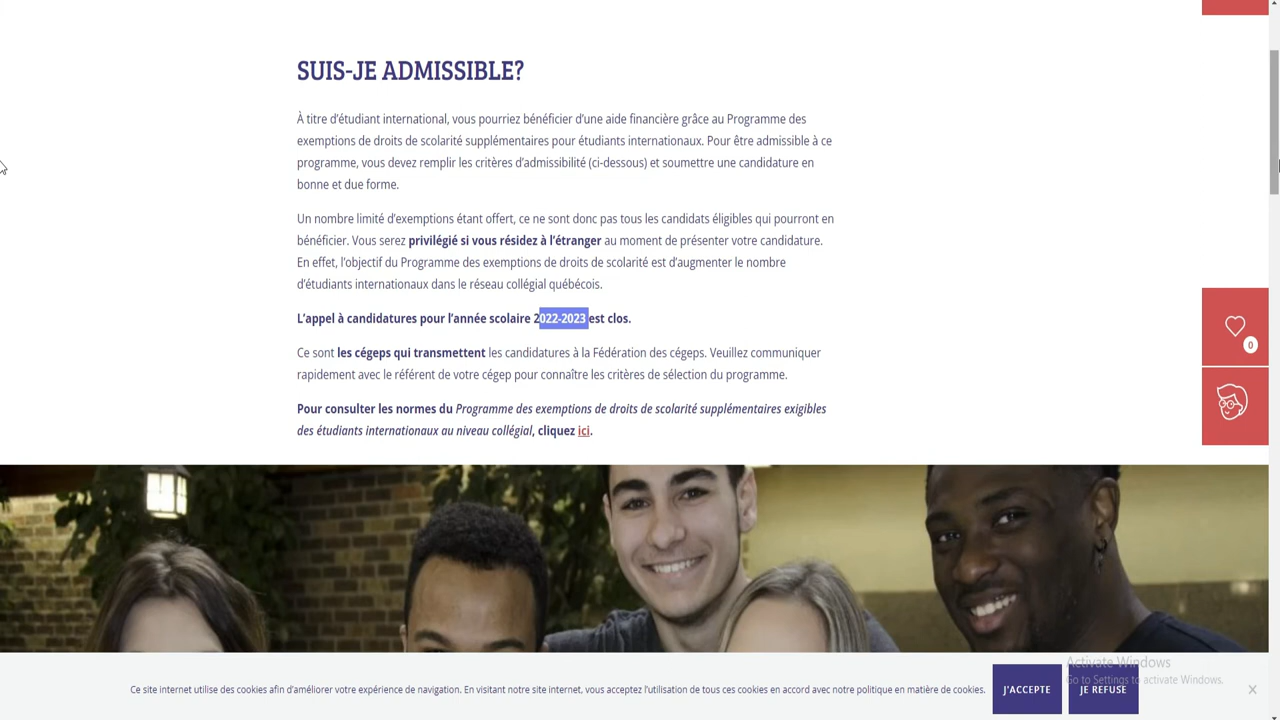 SUIS-JE ADMISSIBLE?
À titre d'étudiant international, vous pourriez bénéficier d'une aide financière grâce au Programme des
exemptions de droits de scolarité supplémentaires pour étudiants internationaux. Pour être admissible à ce
programme, vous devez remplir les critères d'admissibilité (ci-dessous) et soumettre une candidature en
bonne et due forme.
Un nombre limité d'exemptions étant offert, ce ne sont donc pas tous les candidats éligibles qui pourront en
bénéficier. Vous serez privilégié si vous résidez à l'étranger au moment de présenter votre candidature.
En effet, l'objectif du Programme des exemptions de droits de scolarité est d'augmenter le nombre
d'étudiants internationaux dans le réseau collégial québécois.
L'appel à candidatures pour l'année scolaire 2022-2023 est clos.
Ce sont les cégeps qui transmettent les candidatures à la Fédération des cégeps. Veuillez communiquer
rapidement avec le référent de votre cégep pour connaître les critères de sélection du programme.
Pour consulter les normes du Programme des exemptions de droits de scolarité supplémentaires exigibles
des étudiants internationaux au niveau collégial, cliquez ici.
0
Ce site internet utilise des cookies afin d'améliorer votre expérience de navigation. En visitant notre site internet, vous acceptez l'utilisation de tous ces cookies en accord avec notre politique en matière de cookies.
J'ACCEPTE
JE REFUSE
Activate Windows
Go to Settings to activate Windows.